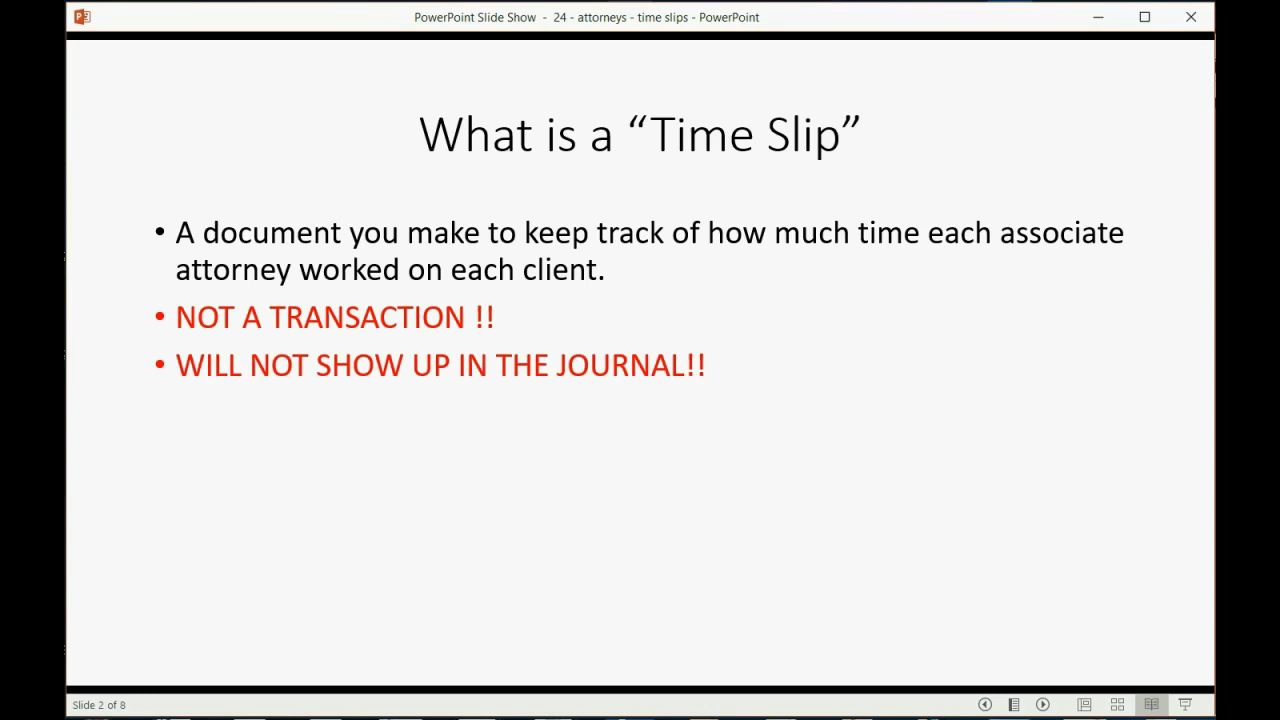 PowerPoint Slide Show - 24 - attorneys - time slips - PowerPoint
What is a “Time Slip”
• A document you make to keep track of how much time each associate
attorney worked on each client.
• NOT A TRANSACTION !!
• WILL NOT SHOW UP IN THE JOURNAL!!
Slide 2 of 8